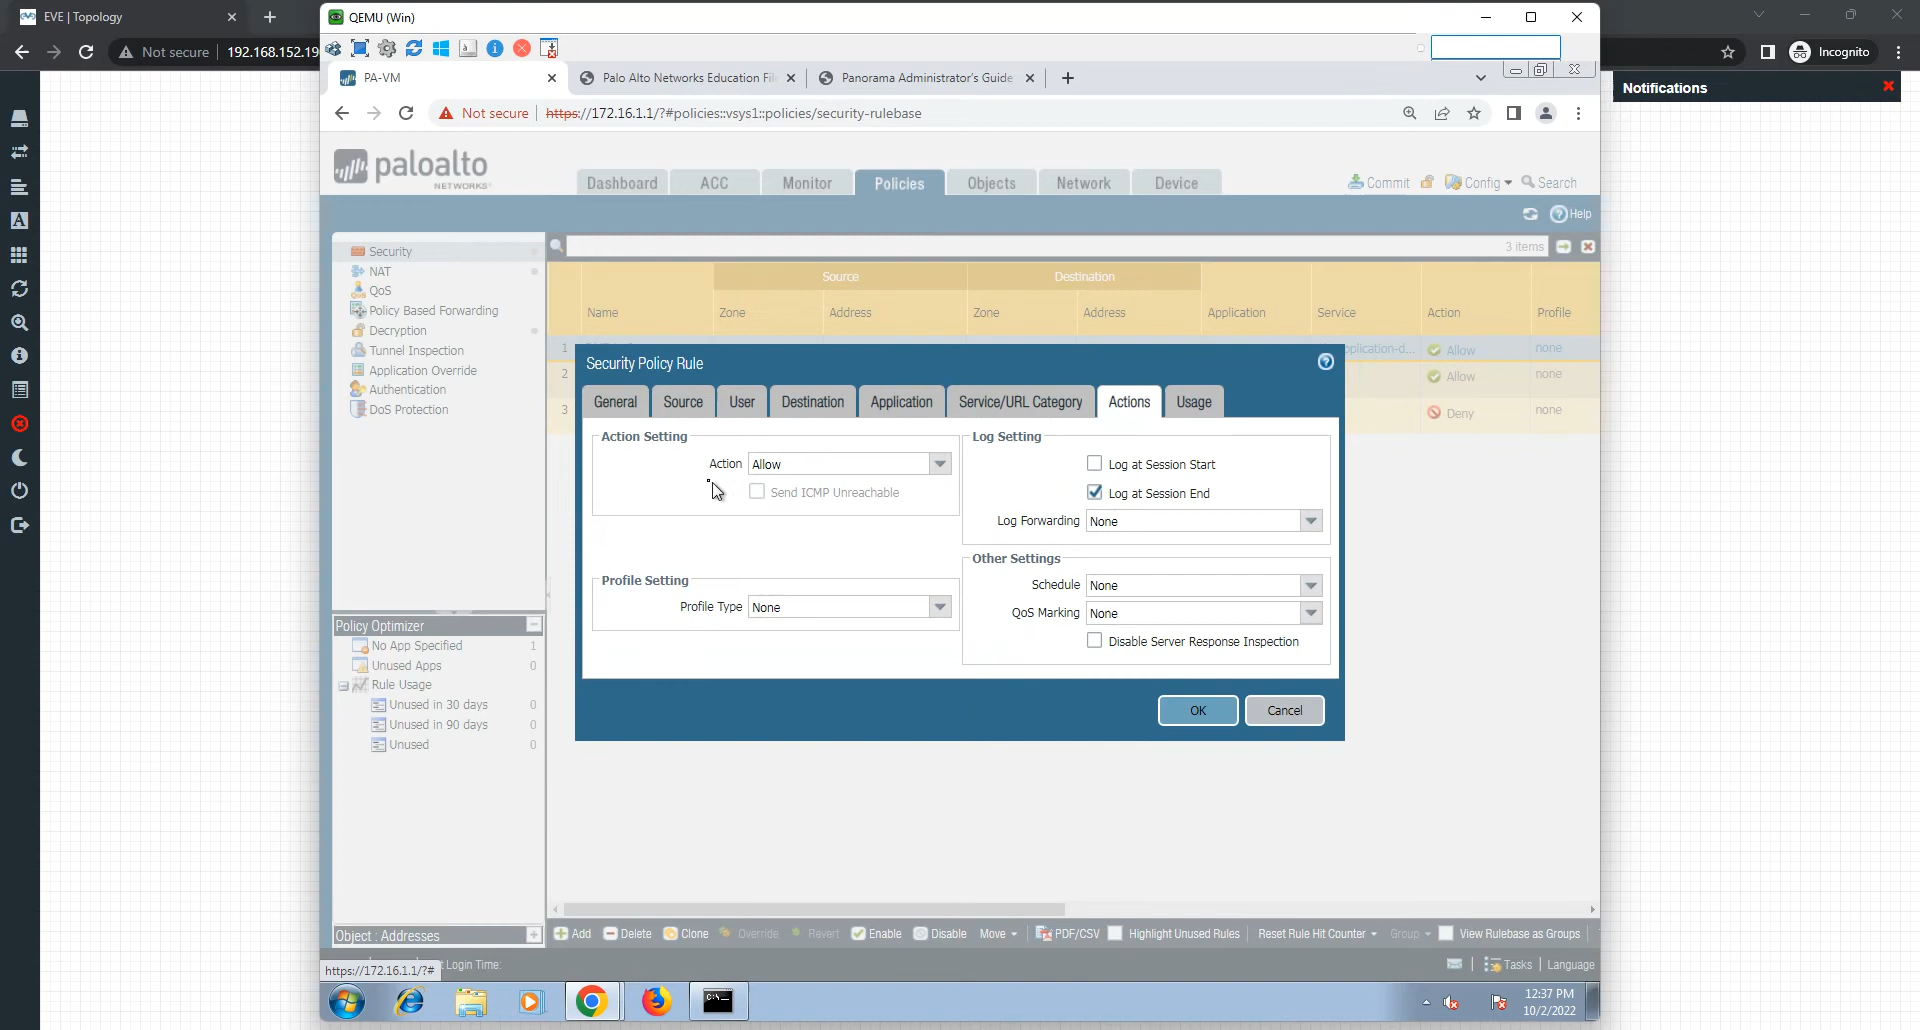 EVE | Topology
Not secure
192.168.152.19
Incognito
Notifications
QEMU (Win)
PA-VM
Palo Alto Networks Education Fil
Panorama Administrator's Guide
Not secure
https://172.16.1.1/?#policies::vsys1::policies/security-rulebase
paloalto
NETWORKS
Dashboard
ACC
Monitor
Policies
Objects
Network
Device
Commit
Config
Search
Help
Security
NAT
QoS
Policy Based Forwarding
Decryption
Tunnel Inspection
Application Override
Authentication
DoS Protection
3 items
Source
Destination
Name
Zone
Address
Zone
Address
Application
Service
Action
Profile
1
plication-d...
Allow
none
2
Allow
none
3
Deny
none
Security Policy Rule
General
Source
User
Destination
Application
Service/URL Category
Actions
Usage
Action Setting
Action
Allow
Send ICMP Unreachable
Profile Setting
Profile Type
None
Log Setting
Log at Session Start
Log at Session End
Log Forwarding
None
Other Settings
Schedule
None
QoS Marking
None
Disable Server Response Inspection
OK
Cancel
Policy Optimizer
No App Specified 1
Unused Apps 0
Rule Usage
Unused in 30 days 0
Unused in 90 days 0
Unused 0
Object : Addresses
Add
Delete
Clone
Override
Revert
Enable
Disable
Move
PDF/CSV
Highlight Unused Rules
Reset Rule Hit Counter
Group
View Rulebase as Groups
https://172.16.1.1/?#
t Login Time:
Tasks
Language
12:37 PM
10/2/2022